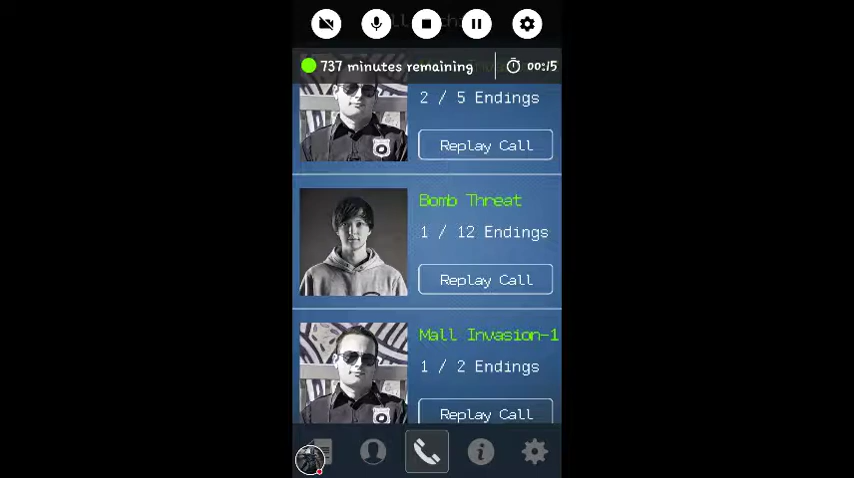 737 minutes remaining
00:15
2 / 5 Endings
Replay Call
Bomb Threat
1 / 12 Endings
Replay Call
Mall Invasion-1
1 / 2 Endings
Replay Call